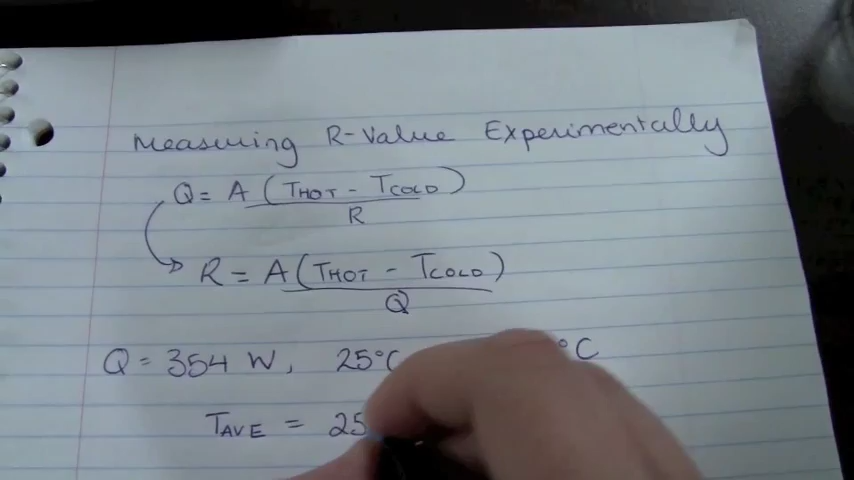 Measuring R-Value Experimentally
Q = A (THOT - TCOLD)
R
R = A (THOT - TCOLD)
Q
Q = 354 W, 25°C °C
TAVE = 25